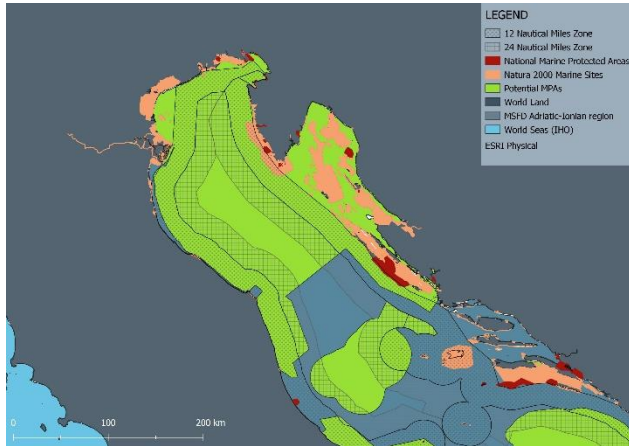 LEGEND
12 Nautical Miles Zone
24 Nautical Miles Zone
National Marine Protected Areas
Natura 2000 Marine Sites
Potential MPAs
World Land
MSFD Adriatic-Ionian region
World Seas (IHO)
ESRI Physical
0 100 200 km